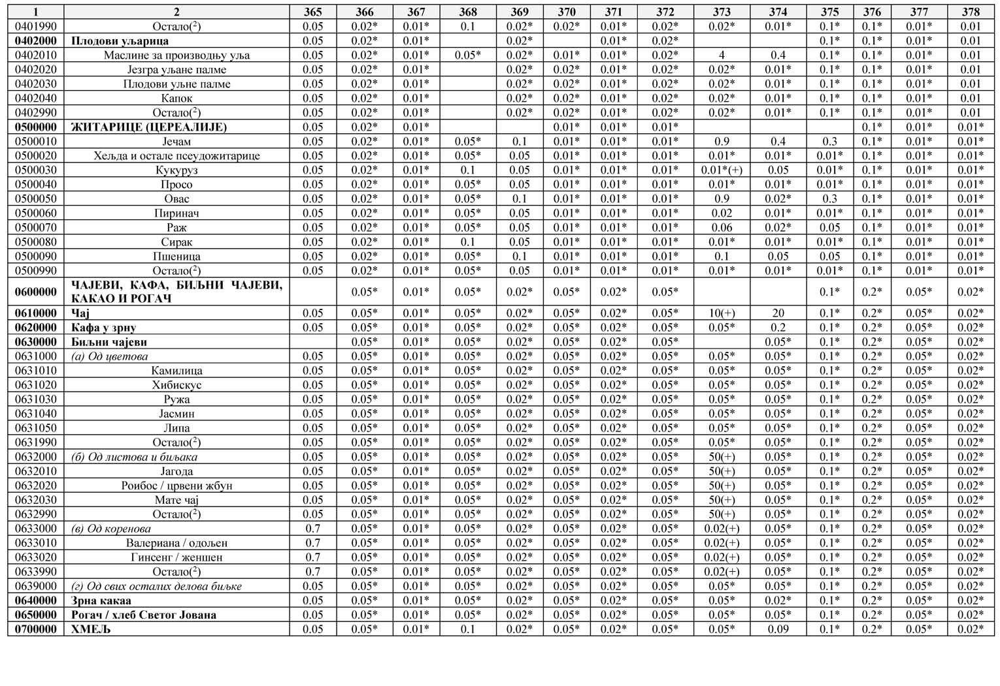 1 2 365 366 367 368 369 370 371 372 373 374 375 376 377 378
0401990 Остало(²) 0.05 0.02* 0.01* 0.1 0.02* 0.02* 0.01* 0.02* 0.02* 0.01* 0.1* 0.1* 0.01* 0.01
0402000 Плодови уљарица 0.05 0.02* 0.01* 0.02* 0.01* 0.02* 0.1* 0.1* 0.01* 0.01
0402010 Маслине за производњу уља 0.05 0.02* 0.01* 0.05* 0.02* 0.01* 0.01* 0.02* 4 0.4 0.1* 0.1* 0.01* 0.01
0402020 Језгра уљане палме 0.05 0.02* 0.01* 0.02* 0.02* 0.01* 0.02* 0.02* 0.01* 0.1* 0.1* 0.01* 0.01
0402030 Плодови уљне палме 0.05 0.02* 0.01* 0.02* 0.02* 0.01* 0.02* 0.02* 0.01* 0.1* 0.1* 0.01* 0.01
0402040 Капок 0.05 0.02* 0.01* 0.02* 0.02* 0.01* 0.02* 0.02* 0.01* 0.1* 0.1* 0.01* 0.01
0402990 Остало(²) 0.05 0.02* 0.01* 0.02* 0.02* 0.01* 0.02* 0.02* 0.01* 0.1* 0.1* 0.01* 0.01
0500000 ЖИТАРИЦЕ (ЦЕРЕАЛИЈЕ) 0.05 0.02* 0.01* 0.01* 0.01* 0.01* 0.1* 0.01* 0.01*
0500010 Јечам 0.05 0.02* 0.01* 0.05* 0.1 0.01* 0.01* 0.01* 0.9 0.4 0.3 0.1* 0.01* 0.01*
0500020 Хељда и остале псеудожитарице 0.05 0.02* 0.01* 0.05* 0.05 0.01* 0.01* 0.01* 0.01* 0.01* 0.01* 0.1* 0.01* 0.01*
0500030 Кукуруз 0.05 0.02* 0.01* 0.1 0.05 0.01* 0.01* 0.01* 0.01*(+) 0.05 0.01* 0.1* 0.01* 0.01*
0500040 Просо 0.05 0.02* 0.01* 0.05* 0.05 0.01* 0.01* 0.01* 0.01* 0.01* 0.01* 0.1* 0.01* 0.01*
0500050 Овас 0.05 0.02* 0.01* 0.05* 0.1 0.01* 0.01* 0.01* 0.9 0.02* 0.3 0.1* 0.01* 0.01*
0500060 Пиринач 0.05 0.02* 0.01* 0.05* 0.05 0.01* 0.01* 0.01* 0.02 0.01* 0.01* 0.1* 0.01* 0.01*
0500070 Раж 0.05 0.02* 0.01* 0.05* 0.05 0.01* 0.01* 0.01* 0.06 0.02* 0.05 0.1* 0.01* 0.01*
0500080 Сирак 0.05 0.02* 0.01* 0.1 0.05 0.01* 0.01* 0.01* 0.01* 0.01* 0.01* 0.1* 0.01* 0.01*
0500090 Пшеница 0.05 0.02* 0.01* 0.05* 0.1 0.01* 0.01* 0.01* 0.1 0.05 0.05 0.1* 0.01* 0.01*
0500990 Остало(²) 0.05 0.02* 0.01* 0.05* 0.05 0.01* 0.01* 0.01* 0.01* 0.01* 0.01* 0.1* 0.01* 0.01*
0600000 ЧАЈЕВИ, КАФА, БИЉНИ ЧАЈЕВИ,
КАКАО И РОГАЧ 0.05* 0.01* 0.05* 0.02* 0.05* 0.02* 0.05* 0.1* 0.2* 0.05* 0.02*
0610000 Чај 0.05 0.05* 0.01* 0.05* 0.02* 0.05* 0.02* 0.05* 10(+) 20 0.1* 0.2* 0.05* 0.02*
0620000 Кафа у зрну 0.05 0.05* 0.01* 0.05* 0.02* 0.05* 0.02* 0.05* 0.05* 0.2 0.1* 0.2* 0.05* 0.02*
0630000 Биљни чајеви 0.05* 0.01* 0.05* 0.02* 0.05* 0.02* 0.05* 0.05* 0.1* 0.2* 0.05* 0.02*
0631000 (а) Од цветова 0.05 0.05* 0.01* 0.05* 0.02* 0.05* 0.02* 0.05* 0.05* 0.05* 0.1* 0.2* 0.05* 0.02*
0631010 Камилица 0.05 0.05* 0.01* 0.05* 0.02* 0.05* 0.02* 0.05* 0.05* 0.05* 0.1* 0.2* 0.05* 0.02*
0631020 Хибискус 0.05 0.05* 0.01* 0.05* 0.02* 0.05* 0.02* 0.05* 0.05* 0.05* 0.1* 0.2* 0.05* 0.02*
0631030 Ружа 0.05 0.05* 0.01* 0.05* 0.02* 0.05* 0.02* 0.05* 0.05* 0.05* 0.1* 0.2* 0.05* 0.02*
0631040 Јасмин 0.05 0.05* 0.01* 0.05* 0.02* 0.05* 0.02* 0.05* 0.05* 0.05* 0.1* 0.2* 0.05* 0.02*
0631050 Липа 0.05 0.05* 0.01* 0.05* 0.02* 0.05* 0.02* 0.05* 0.05* 0.05* 0.1* 0.2* 0.05* 0.02*
0631990 Остало(²) 0.05 0.05* 0.01* 0.05* 0.02* 0.05* 0.02* 0.05* 0.05* 0.05* 0.1* 0.2* 0.05* 0.02*
0632000 (б) Од листова и биљака 0.05 0.05* 0.01* 0.05* 0.02* 0.05* 0.02* 0.05* 50(+) 0.05* 0.1* 0.2* 0.05* 0.02*
0632010 Јагода 0.05 0.05* 0.01* 0.05* 0.02* 0.05* 0.02* 0.05* 50(+) 0.05* 0.1* 0.2* 0.05* 0.02*
0632020 Роибос / црвени жбун 0.05 0.05* 0.01* 0.05* 0.02* 0.05* 0.02* 0.05* 50(+) 0.05* 0.1* 0.2* 0.05* 0.02*
0632030 Мате чај 0.05 0.05* 0.01* 0.05* 0.02* 0.05* 0.02* 0.05* 50(+) 0.05* 0.1* 0.2* 0.05* 0.02*
0632990 Остало(²) 0.05 0.05* 0.01* 0.05* 0.02* 0.05* 0.02* 0.05* 50(+) 0.05* 0.1* 0.2* 0.05* 0.02*
0633000 (в) Од коренова 0.7 0.05* 0.01* 0.05* 0.02* 0.05* 0.02* 0.05* 0.02(+) 0.05* 0.1* 0.2* 0.05* 0.02*
0633010 Валериана / одољен 0.7 0.05* 0.01* 0.05* 0.02* 0.05* 0.02* 0.05* 0.02(+) 0.05* 0.1* 0.2* 0.05* 0.02*
0633020 Гинсенг / женшен 0.7 0.05* 0.01* 0.05* 0.02* 0.05* 0.02* 0.05* 0.02(+) 0.05* 0.1* 0.2* 0.05* 0.02*
0633990 Остало(²) 0.7 0.05* 0.01* 0.05* 0.02* 0.05* 0.02* 0.05* 0.02(+) 0.05* 0.1* 0.2* 0.05* 0.02*
0639000 (г) Од свих осталих делова биљке 0.05 0.05* 0.01* 0.05* 0.02* 0.05* 0.02* 0.05* 0.05* 0.05* 0.1* 0.2* 0.05* 0.02*
0640000 Зрна какаа 0.05 0.05* 0.01* 0.05* 0.02* 0.05* 0.02* 0.05* 0.05* 0.02* 0.1* 0.2* 0.05* 0.02*
0650000 Рогач / хлеб Светог Јована 0.05 0.05* 0.01* 0.05* 0.02* 0.05* 0.02* 0.05* 0.05* 0.05* 0.1* 0.2* 0.05* 0.02*
0700000 ХМЕЉ 0.05 0.05* 0.01* 0.1 0.02* 0.05* 0.02* 0.05* 0.05* 0.09 0.1* 0.2* 0.05* 0.02*